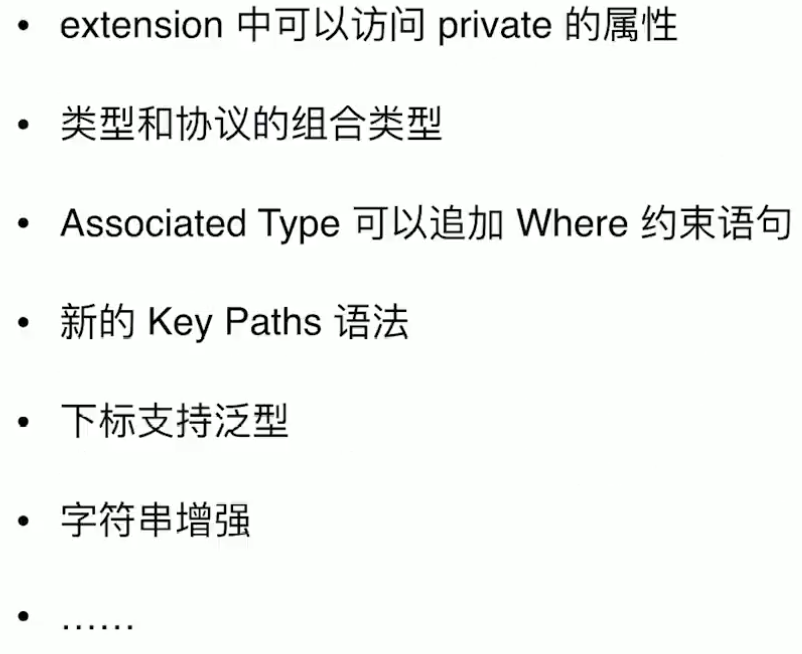 • extension 中可以访问 private 的属性
• 类型和协议的组合类型
• Associated Type 可以追加 Where 约束语句
• 新的 Key Paths 语法
• 下标支持泛型
• 字符串增强
• ……